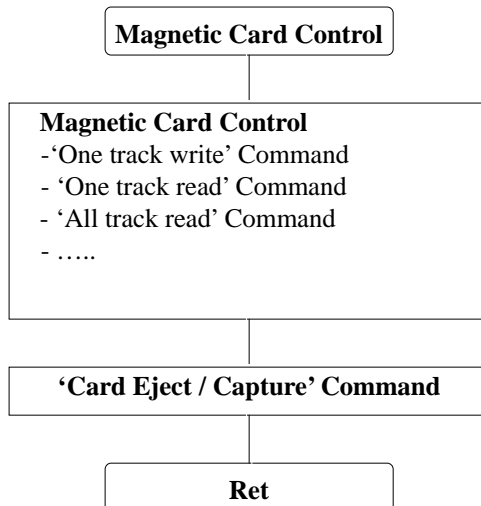 Magnetic Card Control
Magnetic Card Control
-‘One track write’ Command
- ‘One track read’ Command
- ‘All track read’ Command
- …..
‘Card Eject / Capture’ Command
Ret